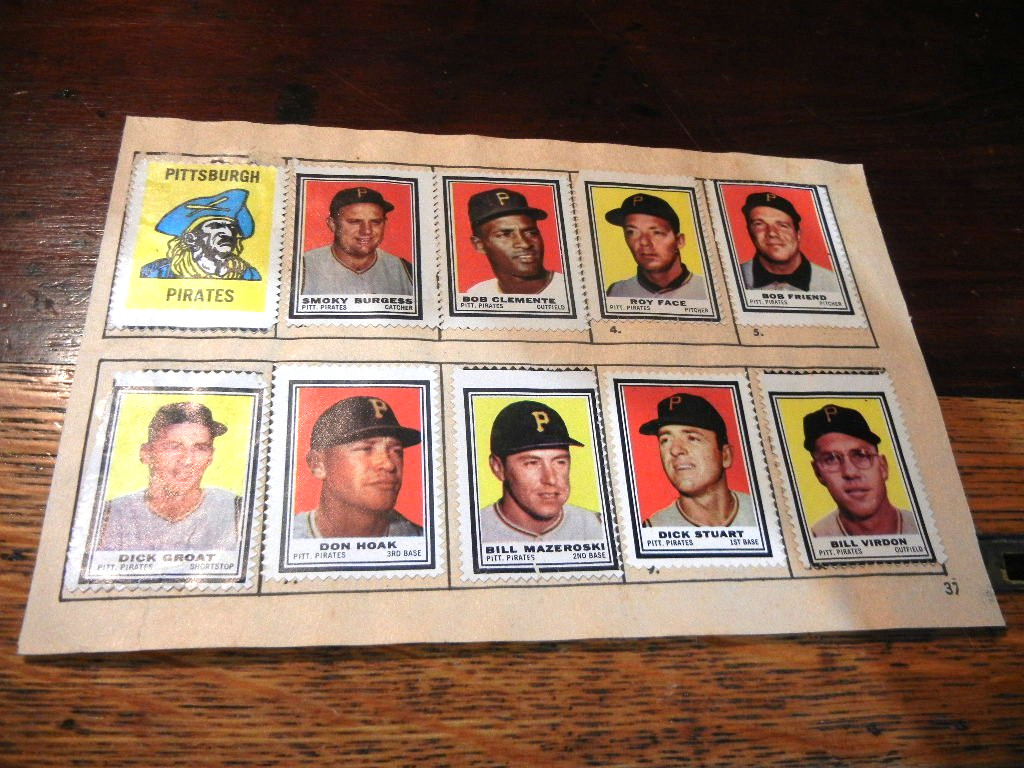 PITTSBURGH
PIRATES
P
SMOKY BURGESS
PITT. PIRATES CATCHER
P
BOB CLEMENTE
PITT. PIRATES OUTFIELD
P
ROY FACE
PITT. PIRATES PITCHER
4.
P
BOB FRIEND
PITT. PIRATES PITCHER
5.
DICK GROAT
PITT. PIRATES SHORTSTOP
P
DON HOAK
PITT. PIRATES 3RD BASE
P
BILL MAZEROSKI
PITT. PIRATES 2ND BASE
P
DICK STUART
PITT. PIRATES 1ST BASE
P
BILL VIRDON
PITT. PIRATES OUTFIELD
37